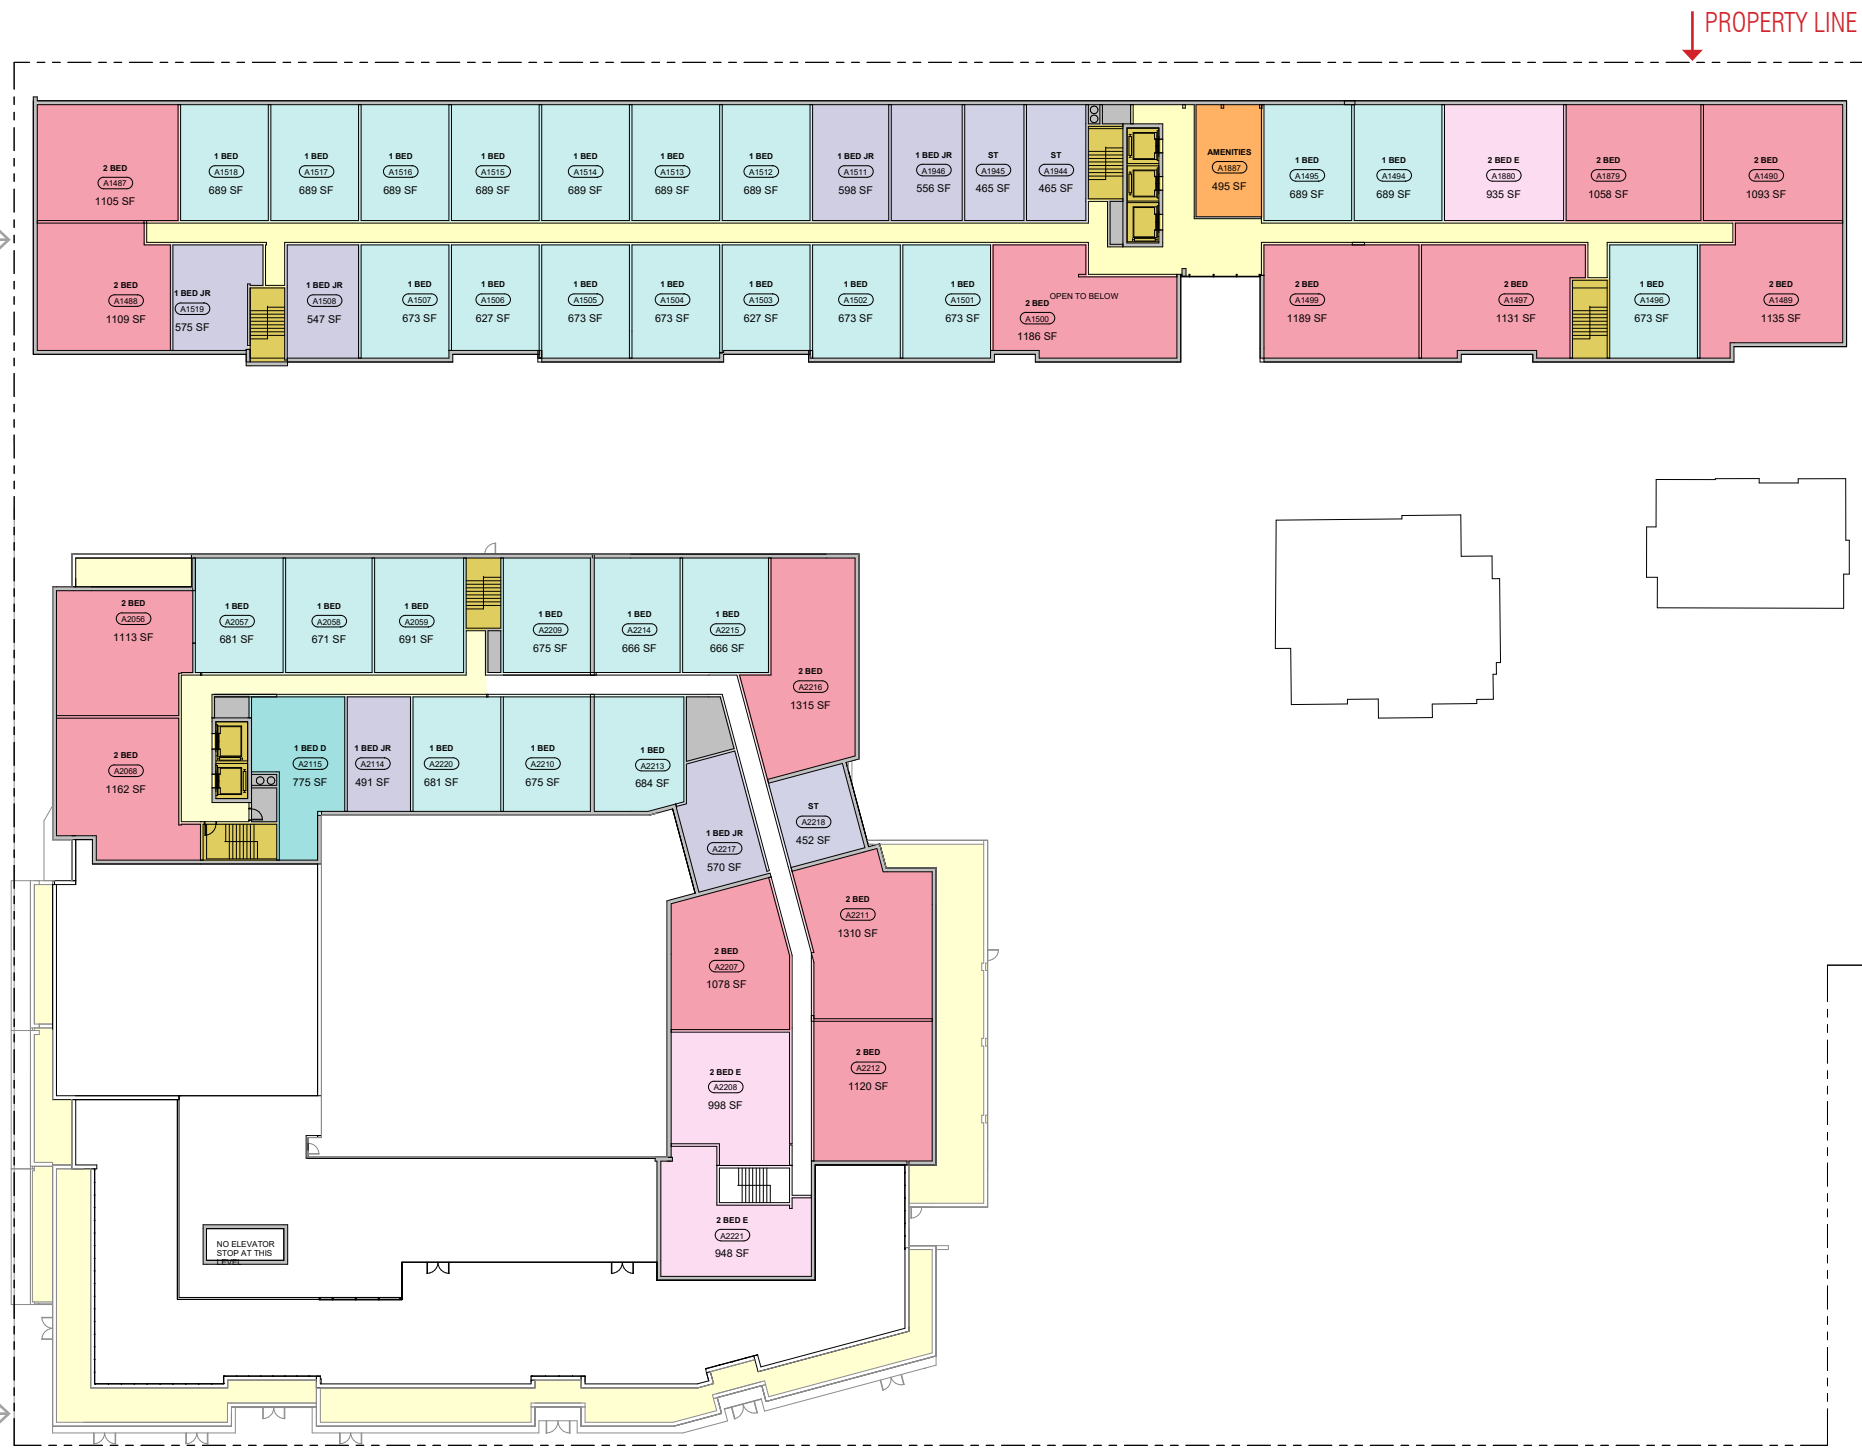 PROPERTY LINE
2 BED
A1487
1105 SF
1 BED
A1518
689 SF
1 BED
A1517
689 SF
1 BED
A1516
689 SF
1 BED
A1515
689 SF
1 BED
A1514
689 SF
1 BED
A1513
689 SF
1 BED
A1512
689 SF
1 BED JR
A1511
598 SF
1 BED JR
A1946
556 SF
ST
A1945
465 SF
ST
A1944
465 SF
AMENITIES
A1887
495 SF
1 BED
A1495
689 SF
1 BED
A1494
689 SF
2 BED E
A1880
935 SF
2 BED
A1879
1058 SF
2 BED
A1490
1093 SF
2 BED
A1488
1109 SF
1 BED JR
A1519
575 SF
1 BED JR
A1508
547 SF
1 BED
A1507
673 SF
1 BED
A1506
627 SF
1 BED
A1505
673 SF
1 BED
A1504
673 SF
1 BED
A1503
627 SF
1 BED
A1502
673 SF
1 BED
A1501
673 SF
OPEN TO BELOW
2 BED
A1500
1186 SF
2 BED
A1499
1189 SF
2 BED
A1497
1131 SF
1 BED
A1496
673 SF
2 BED
A1489
1135 SF
2 BED
A2056
1113 SF
1 BED
A2057
681 SF
1 BED
A2058
671 SF
1 BED
A2059
691 SF
1 BED
A2209
675 SF
1 BED
A2214
666 SF
1 BED
A2215
666 SF
2 BED
A2216
1315 SF
2 BED
A2068
1162 SF
1 BED D
A2115
775 SF
1 BED JR
A2114
491 SF
1 BED
A2220
681 SF
1 BED
A2210
675 SF
1 BED
A2213
684 SF
ST
A2218
452 SF
1 BED JR
A2217
570 SF
2 BED
A2211
1310 SF
2 BED
A2207
1078 SF
2 BED
A2212
1120 SF
2 BED E
A2208
998 SF
2 BED E
A2221
948 SF
NO ELEVATOR
STOP AT THIS
LEVEL